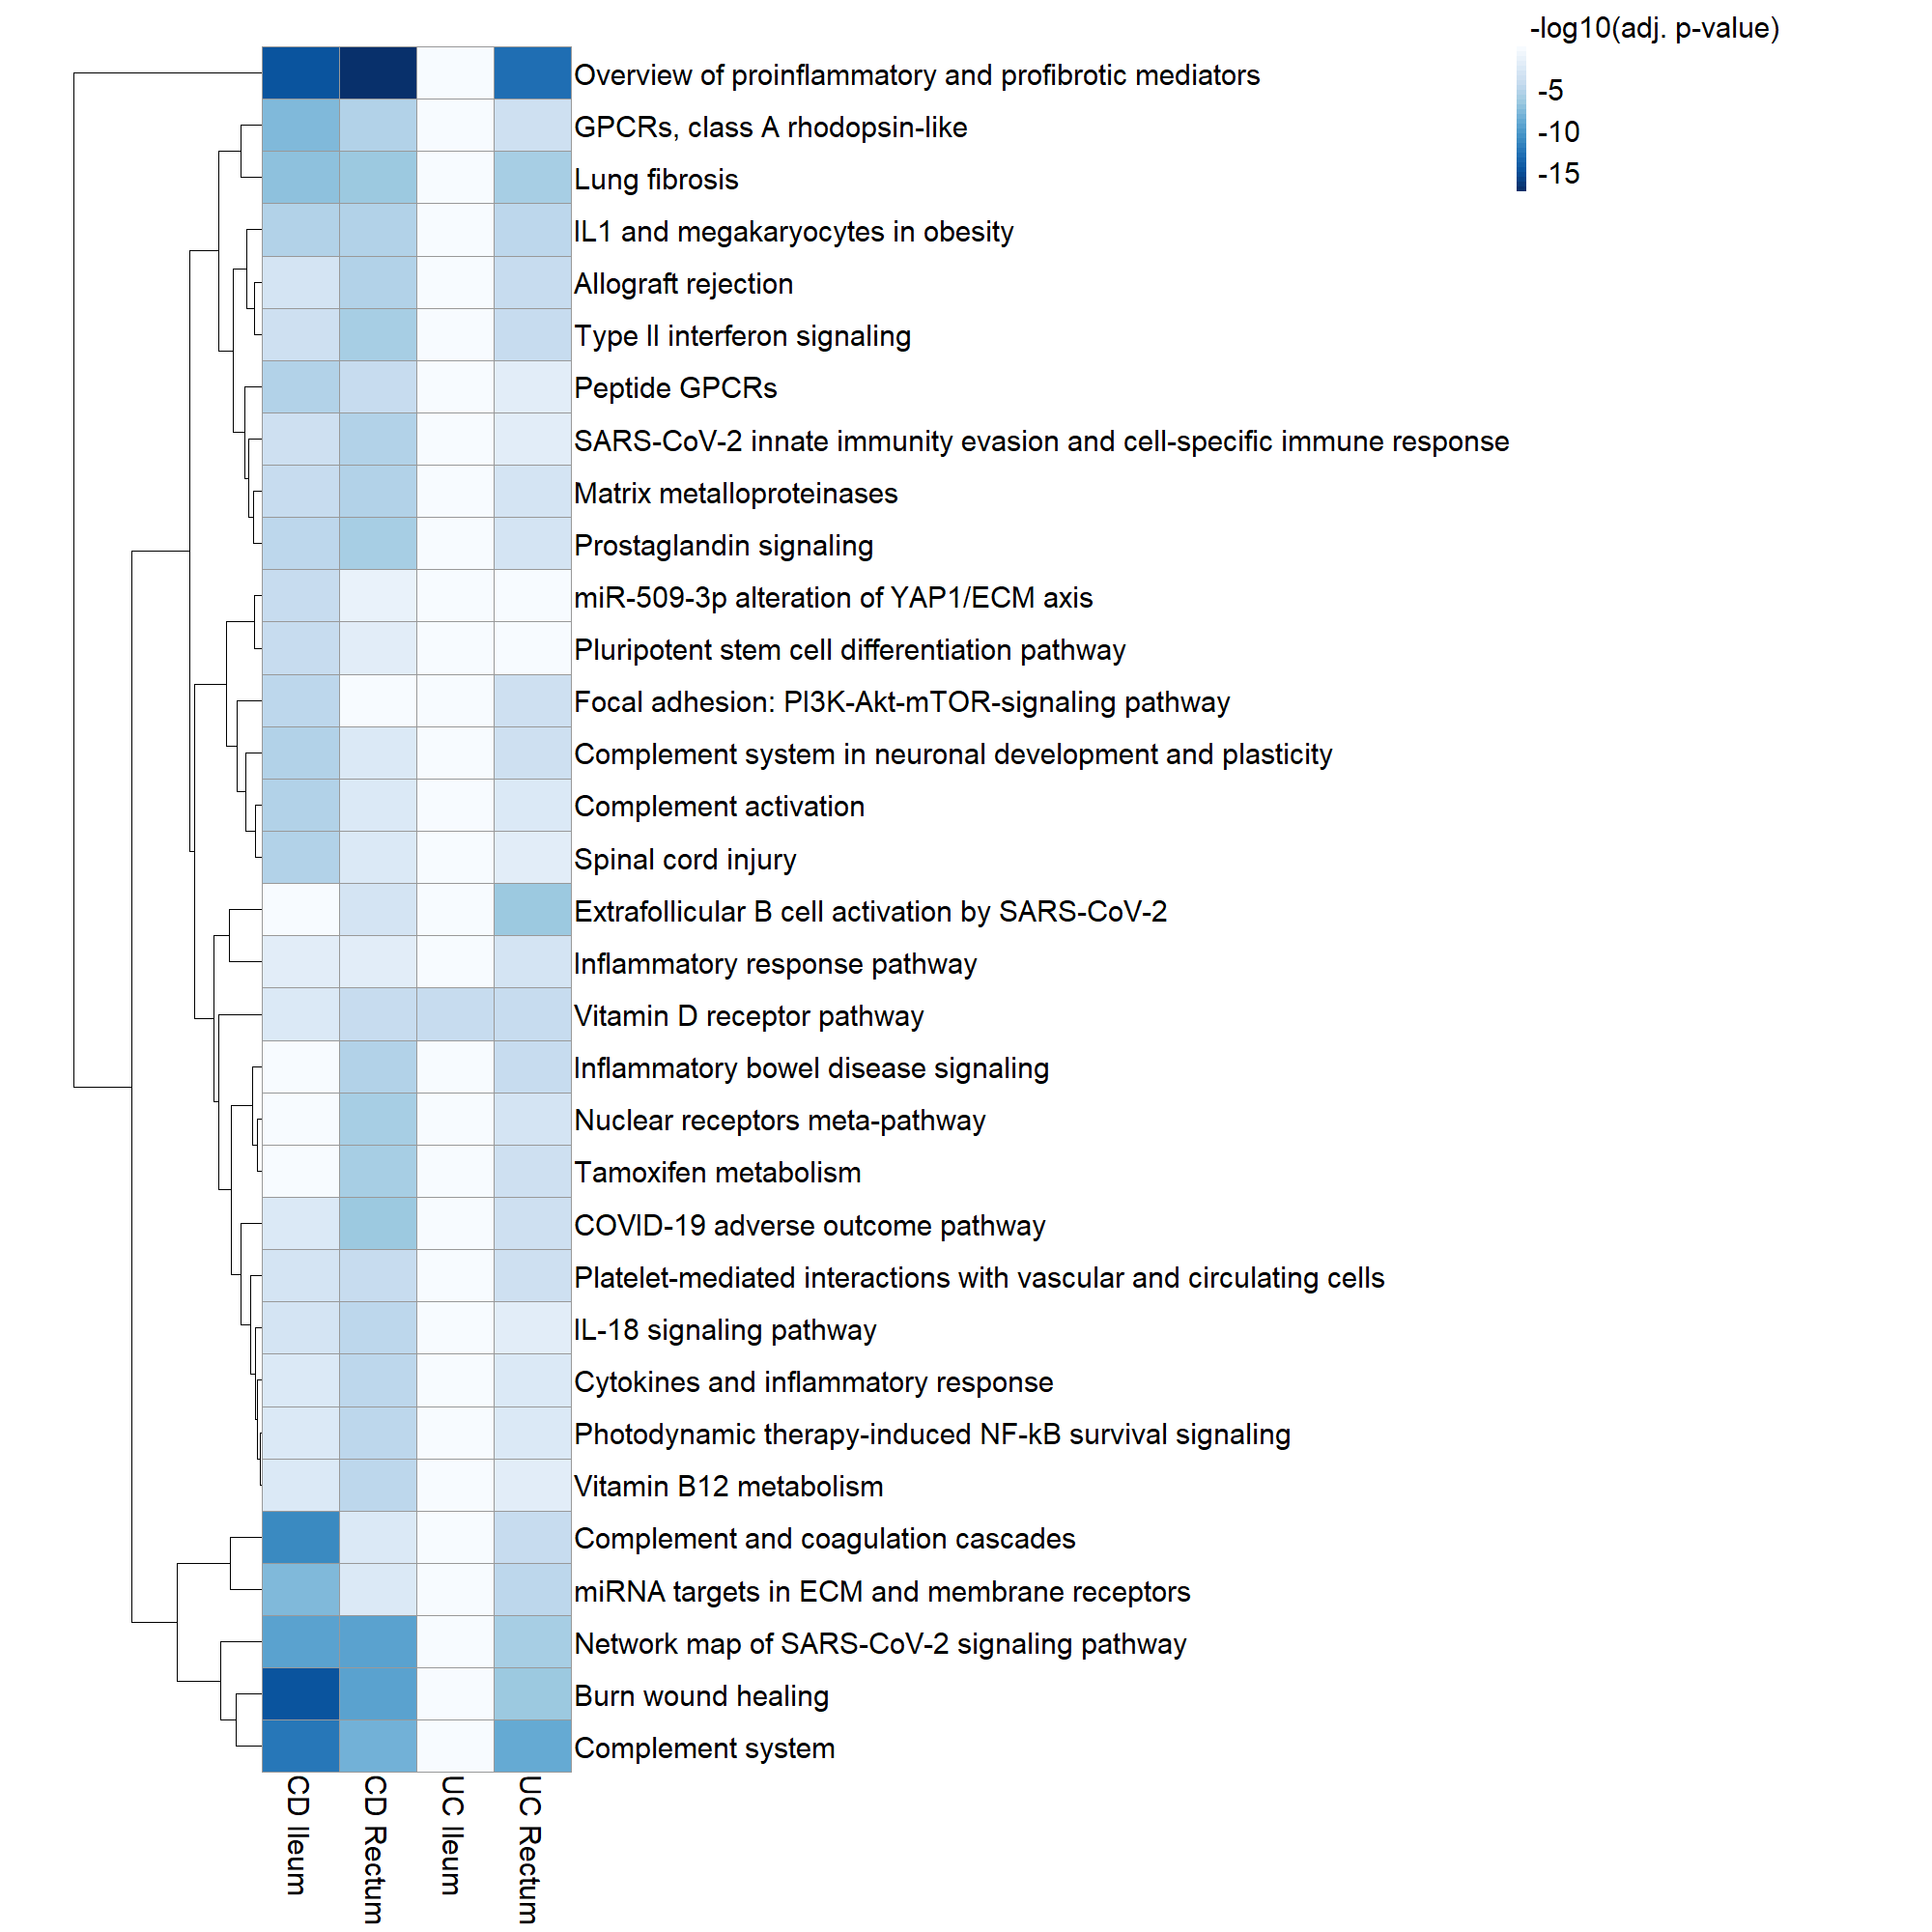 -log10(adj. p-value)
-5
-10
-15
Overview of proinflammatory and profibrotic mediators
GPCRs, class A rhodopsin-like
Lung fibrosis
IL1 and megakaryocytes in obesity
Allograft rejection
Type II interferon signaling
Peptide GPCRs
SARS-CoV-2 innate immunity evasion and cell-specific immune response
Matrix metalloproteinases
Prostaglandin signaling
miR-509-3p alteration of YAP1/ECM axis
Pluripotent stem cell differentiation pathway
Focal adhesion: PI3K-Akt-mTOR-signaling pathway
Complement system in neuronal development and plasticity
Complement activation
Spinal cord injury
Extrafollicular B cell activation by SARS-CoV-2
Inflammatory response pathway
Vitamin D receptor pathway
Inflammatory bowel disease signaling
Nuclear receptors meta-pathway
Tamoxifen metabolism
COVID-19 adverse outcome pathway
Platelet-mediated interactions with vascular and circulating cells
IL-18 signaling pathway
Cytokines and inflammatory response
Photodynamic therapy-induced NF-kB survival signaling
Vitamin B12 metabolism
Complement and coagulation cascades
miRNA targets in ECM and membrane receptors
Network map of SARS-CoV-2 signaling pathway
Burn wound healing
Complement system
CD Ileum
CD Rectum
UC Ileum
UC Rectum